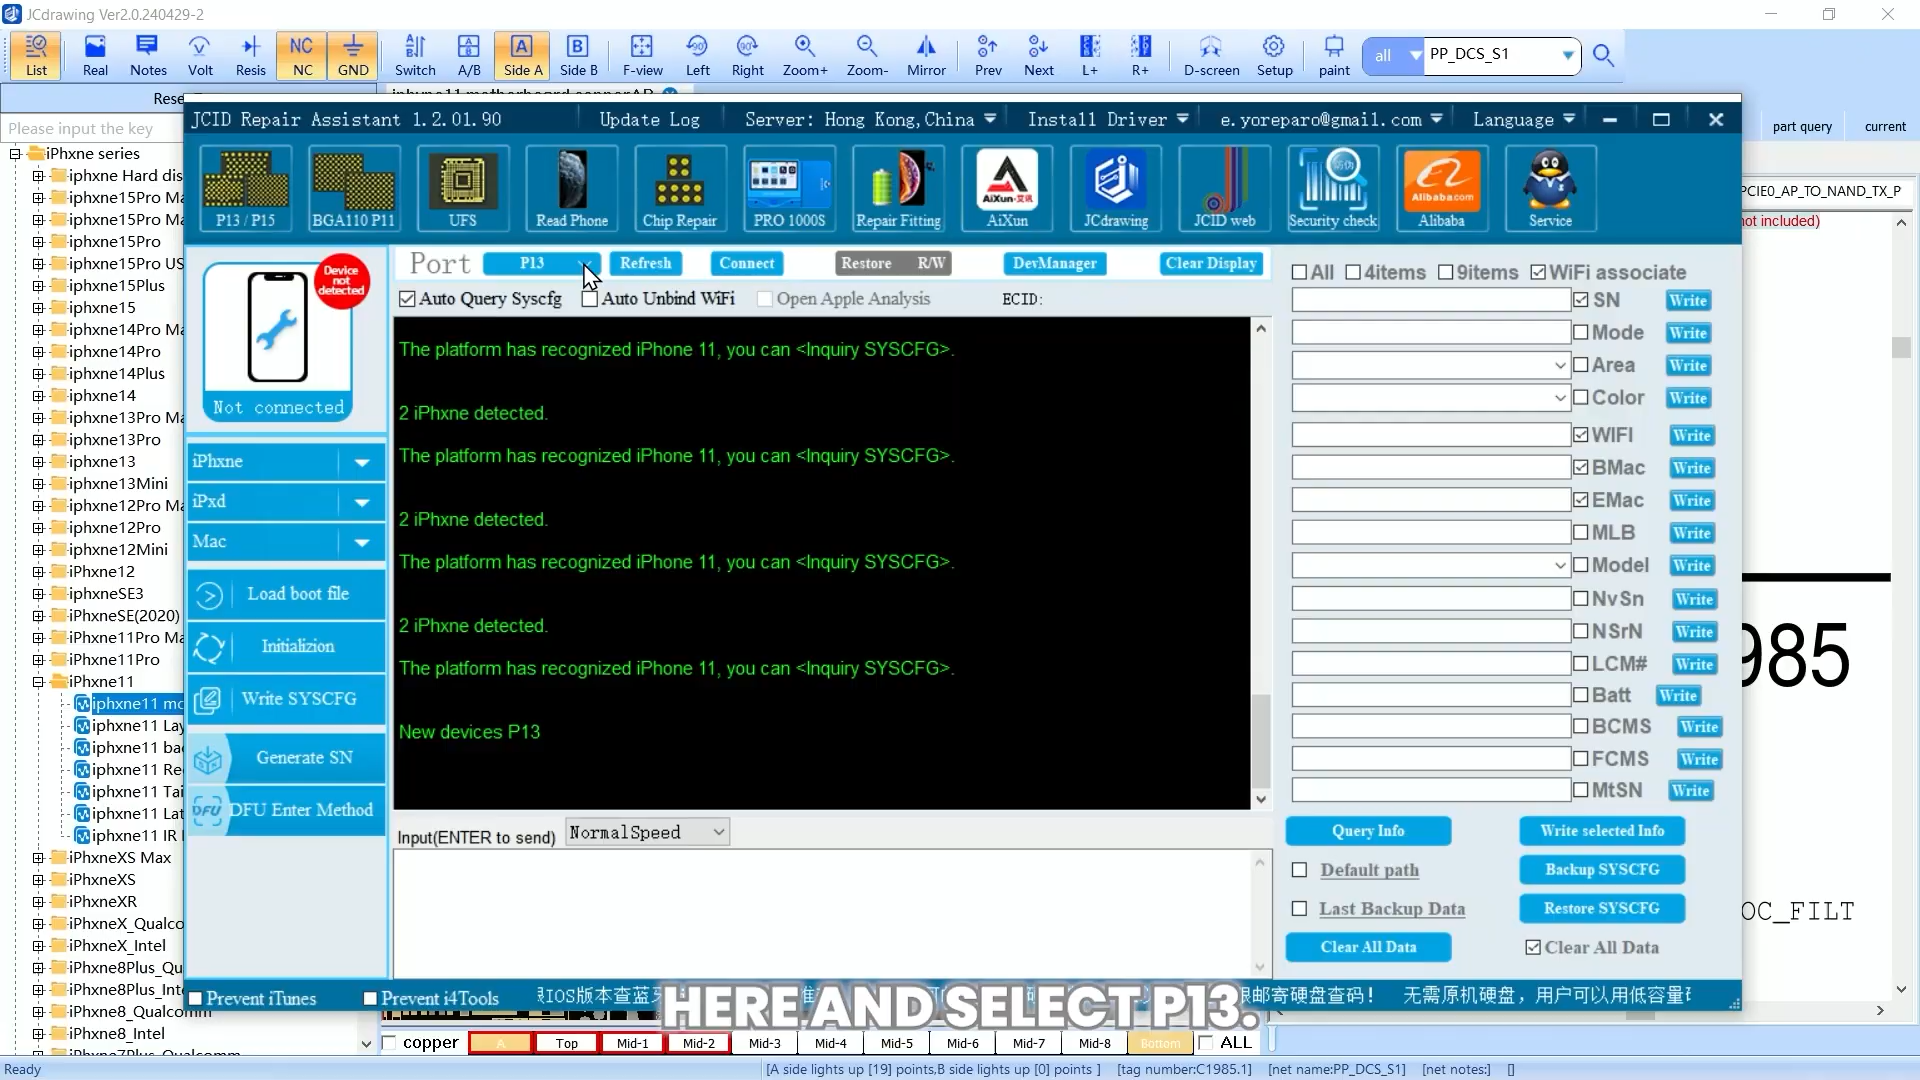 JCdrawing Ver2.0.240429-2
List
Real
Notes
Volt
Resis
NC
NC
GND
Switch
A/B
Side A
Side B
F-view
Left
Right
Zoom+
Zoom-
Mirror
Prev
Next
L+
R+
D-screen
Setup
paint
all
PP_DCS_S1
Please input the key
part query
current
JCID Repair Assistant 1.2.01.90
Update Log
Server: Hong Kong,China
Install Driver
e.yoreparo@gmail.com
Language
P13 / P15
BGA110 P11
UFS
Read Phone
Chip Repair
PRO 1000S
Repair Fitting
AiXun
JCdrawing
JCID web
Security check
Alibaba
Service
PCIE0_AP_TO_NAND_TX_P
not included)
Device not detected
Not connected
Port
P13
Refresh
Connect
Restore R/W
DevManager
Clear Display
Auto Query Syscfg
Auto Unbind WiFi
Open Apple Analysis
ECID:
The platform has recognized iPhone 11, you can <Inquiry SYSCFG>.
2 iPhxne detected.
The platform has recognized iPhone 11, you can <Inquiry SYSCFG>.
2 iPhxne detected.
The platform has recognized iPhone 11, you can <Inquiry SYSCFG>.
2 iPhxne detected.
The platform has recognized iPhone 11, you can <Inquiry SYSCFG>.
New devices P13
Input(ENTER to send)
NormalSpeed
iPhxne
iPxd
Mac
Load boot file
Initializion
Write SYSCFG
Generate SN
DFU Enter Method
All
4items
9items
WiFi associate
SN Write
Mode Write
Area Write
Color Write
WIFI Write
BMac Write
EMac Write
MLB Write
Model Write
NvSn Write
NSrN Write
LCM# Write
Batt Write
BCMS Write
FCMS Write
MtSN Write
Query Info
Write selected Info
Default path
Backup SYSCFG
Last Backup Data
Restore SYSCFG
Clear All Data
Clear All Data
Prevent iTunes
Prevent i4Tools
HERE AND SELECT P13.
无需原机硬盘，用户可以用低容量
iPhxne series
iphxne Hard dis
iphxne15Pro Ma
iphxne15Pro Ma
iphxne15Pro
iphxne15Pro US
iphxne15Plus
iphxne15
iphxne14Pro Ma
iphxne14Pro
iphxne14Plus
iphxne14
iphxne13Pro Ma
iphxne13Pro
iphxne13
iphxne13Mini
iphxne12Pro Ma
iphxne12Pro
iphxne12Mini
iPhxne12
iphxneSE3
iPhxneSE(2020)
iPhxne11Pro Ma
iPhxne11Pro
iPhxne11
iphxne11 mo
iphxne11 Lay
iphxne11 ba
iphxne11 Re
iphxne11 Tai
iphxne11 Lat
iphxne11 IR
iPhxneXS Max
iPhxneXS
iPhxneXR
iPhxneX_Qualco
iPhxneX_Intel
iPhxne8Plus_Qu
iPhxne8Plus_Inte
iPhxne8_Qualcomm
iPhxne8_Intel
985
OC_FILT
copper
A
Top
Mid-1
Mid-2
Mid-3
Mid-4
Mid-5
Mid-6
Mid-7
Mid-8
Bottom
ALL
Ready
[A side lights up [19] points,B side lights up [0] points ]
[tag number:C1985.1]
[net name:PP_DCS_S1]
[net notes:]
[]